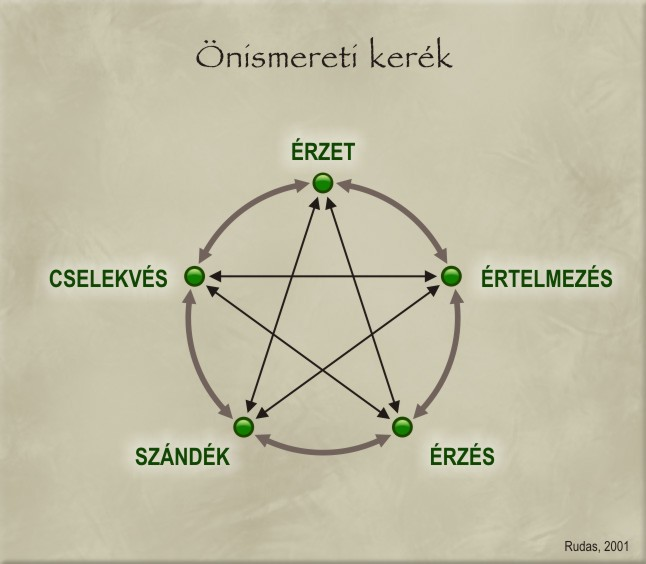 Önismereti kerék
ÉRZET
CSELEKVÉS
ÉRTELMEZÉS
SZÁNDÉK
ÉRZÉS
Rudas, 2001